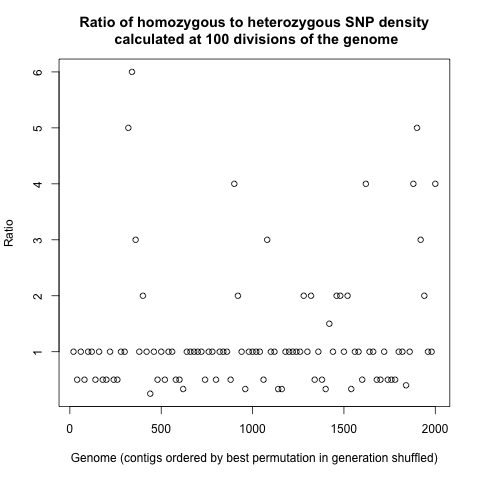 Ratio of homozygous to heterozygous SNP density
calculated at 100 divisions of the genome
6
5
4
3
2
1
Ratio
0 500 1000 1500 2000
Genome (contigs ordered by best permutation in generation shuffled)